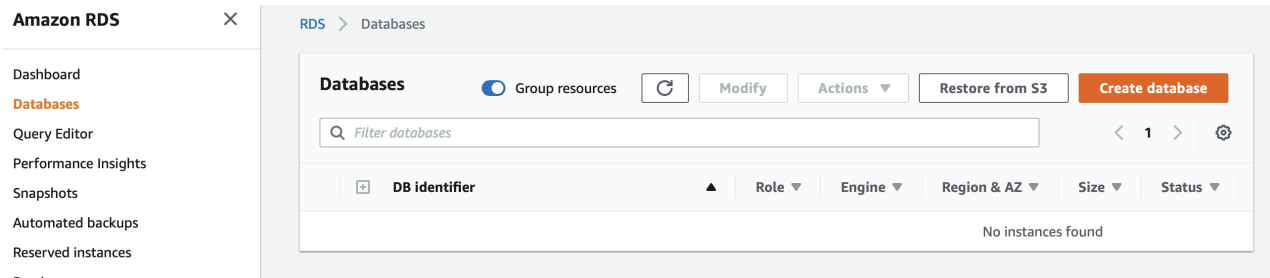 Amazon RDS
Dashboard
Databases
Query Editor
Performance Insights
Snapshots
Automated backups
Reserved instances
RDS > Databases
Databases
Group resources
Modify
Actions
Restore from S3
Create database
Filter databases
1
DB identifier
Role
Engine
Region & AZ
Size
Status
No instances found